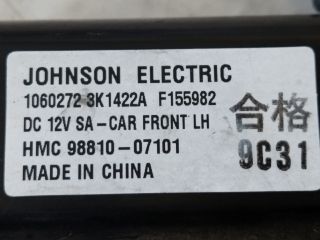 JOHNSON ELECTRIC
1060272 3K1422A F155982
DC 12V SA-CAR FRONT LH
HMC 98810-07101
MADE IN CHINA
合格
9C31